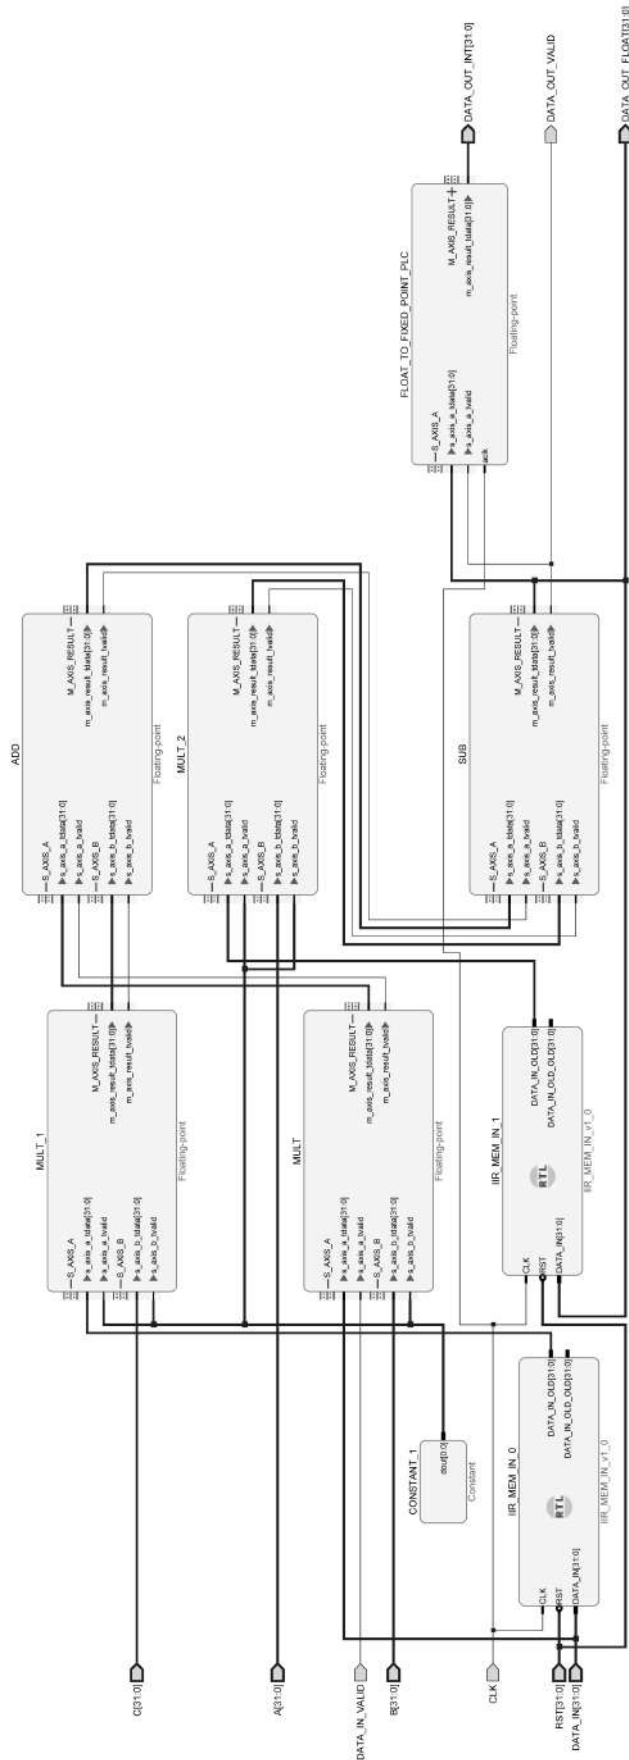 C[31:0]
A[31:0]
DATA_IN_VALID
B[31:0]
CLK
RST[31:0]
DATA_IN[31:0]
MULT_1
S_AXIS_A
s_axis_a_tdata[31:0]
s_axis_a_tvalid
S_AXIS_B
s_axis_b_tdata[31:0]
s_axis_b_tvalid
M_AXIS_RESULT
m_axis_result_tdata[31:0]
m_axis_result_tvalid
Floating-point
MULT
S_AXIS_A
s_axis_a_tdata[31:0]
s_axis_a_tvalid
S_AXIS_B
s_axis_b_tdata[31:0]
s_axis_b_tvalid
M_AXIS_RESULT
m_axis_result_tdata[31:0]
m_axis_result_tvalid
Floating-point
CONSTANT_1
dout[0:0]
Constant
IIR_MEM_IN_0
CLK
RST
DATA_IN[31:0]
RTL
DATA_IN_OLD[31:0]
DATA_IN_OLD_OLD[31:0]
IIR_MEM_IN_v1_0
IIR_MEM_IN_1
CLK
RST
DATA_IN[31:0]
RTL
DATA_IN_OLD[31:0]
DATA_IN_OLD_OLD[31:0]
IIR_MEM_IN_v1_0
ADD
S_AXIS_A
s_axis_a_tdata[31:0]
s_axis_a_tvalid
S_AXIS_B
s_axis_b_tdata[31:0]
s_axis_b_tvalid
M_AXIS_RESULT
m_axis_result_tdata[31:0]
m_axis_result_tvalid
Floating-point
MULT_2
S_AXIS_A
s_axis_a_tdata[31:0]
s_axis_a_tvalid
S_AXIS_B
s_axis_b_tdata[31:0]
s_axis_b_tvalid
M_AXIS_RESULT
m_axis_result_tdata[31:0]
m_axis_result_tvalid
Floating-point
SUB
S_AXIS_A
s_axis_a_tdata[31:0]
s_axis_a_tvalid
S_AXIS_B
s_axis_b_tdata[31:0]
s_axis_b_tvalid
M_AXIS_RESULT
m_axis_result_tdata[31:0]
m_axis_result_tvalid
Floating-point
FLOAT_TO_FIXED_POINT_PLC
S_AXIS_A
s_axis_a_tdata[31:0]
s_axis_a_tvalid
aclk
M_AXIS_RESULT
m_axis_result_tdata[31:0]
Floating-point
DATA_OUT_INT[31:0]
DATA_OUT_VALID
DATA_OUT_FLOAT[31:0]